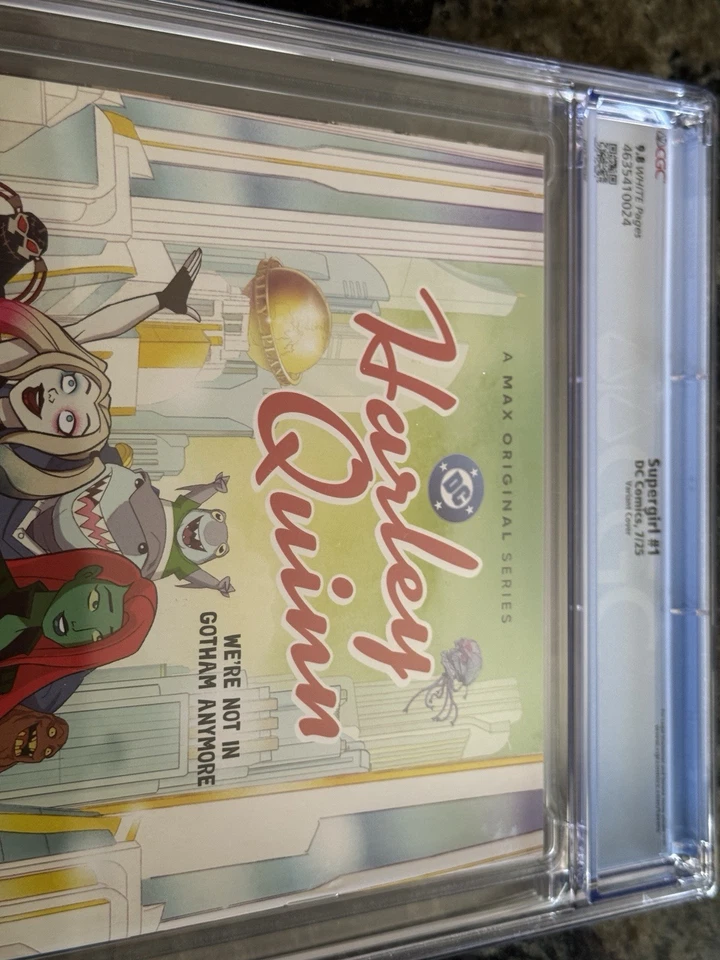 CGC
9.8 WHITE Pages
4635410024
Supergirl #1
DC Comics, 7/25
Variant Cover
A MAX ORIGINAL SERIES
DC
Harley
Quinn
WE'RE NOT IN
GOTHAM ANYMORE